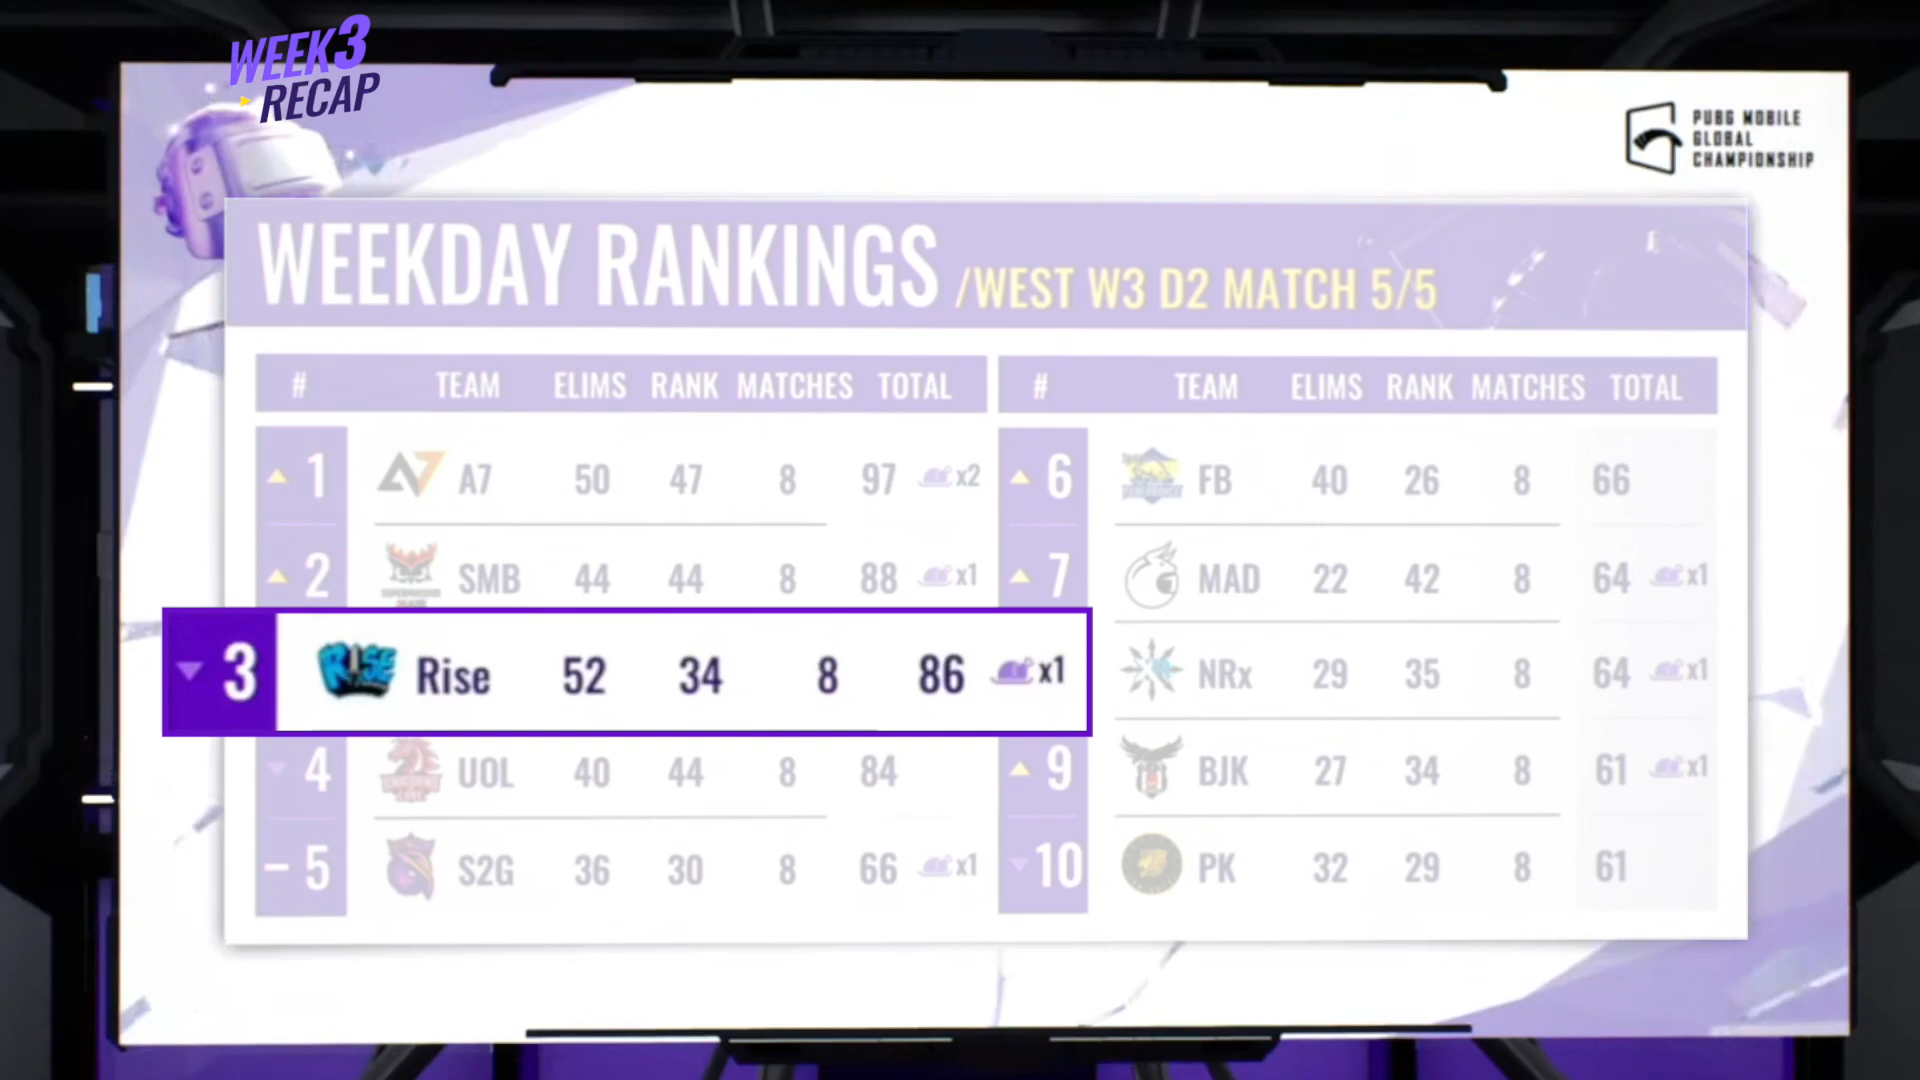 WEEK3
RECAP
PUBG MOBILE
GLOBAL
CHAMPIONSHIP
WEEKDAY RANKINGS /WEST W3 D2 MATCH 5/5
# TEAM ELIMS RANK MATCHES TOTAL
1 A7 50 47 8 97 x2
2 SMB 44 44 8 88 x1
3 RISE Rise 52 34 8 86 x1
4 UOL 40 44 8 84
5 S2G 36 30 8 66 x1
# TEAM ELIMS RANK MATCHES TOTAL
6 FB 40 26 8 66
7 MAD 22 42 8 64 x1
NRx 29 35 8 64 x1
9 BJK 27 34 8 61 x1
10 PK 32 29 8 61